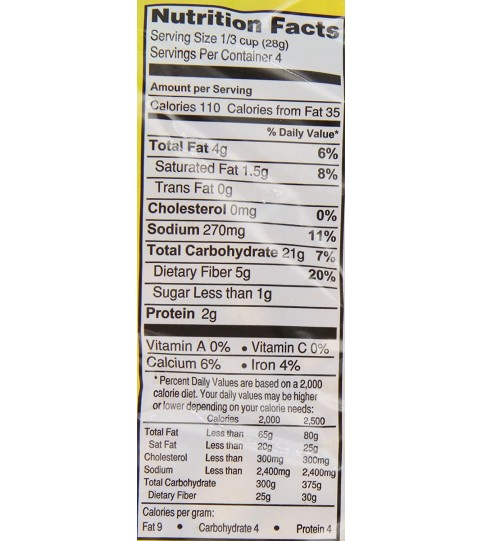 Nutrition Facts
Serving Size 1/3 cup (28g)
Servings Per Container 4
Amount per Serving
Calories 110 Calories from Fat 35
% Daily Value*
Total Fat 4g 6%
Saturated Fat 1.5g 8%
Trans Fat 0g
Cholesterol 0mg 0%
Sodium 270mg 11%
Total Carbohydrate 21g 7%
Dietary Fiber 5g 20%
Sugar Less than 1g
Protein 2g
Vitamin A 0% • Vitamin C 0%
Calcium 6% • Iron 4%
* Percent Daily Values are based on a 2,000
calorie diet. Your daily values may be higher
or lower depending on your calorie needs:
Calories 2,000 2,500
Total Fat Less than 65g 80g
Sat Fat Less than 20g 25g
Cholesterol Less than 300mg 300mg
Sodium Less than 2,400mg 2,400mg
Total Carbohydrate 300g 375g
Dietary Fiber 25g 30g
Calories per gram:
Fat 9 • Carbohydrate 4 • Protein 4